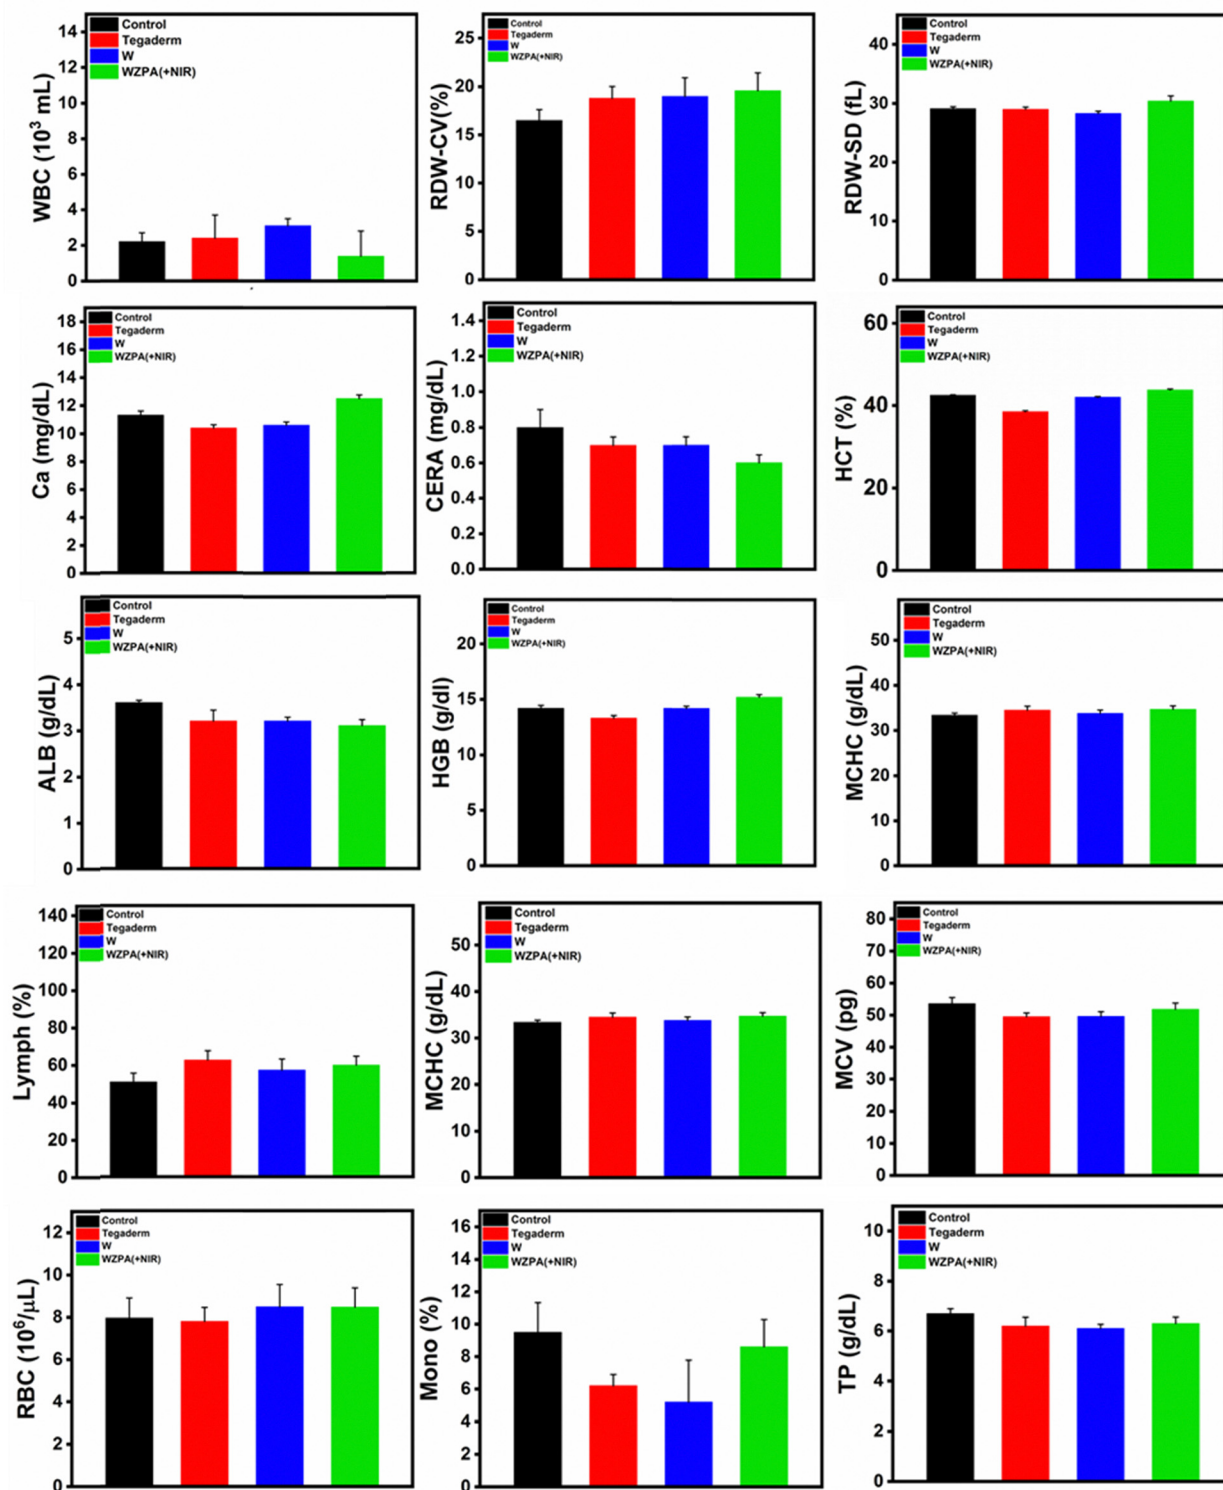 WBC (10³ mL)
14
12
10
8
6
4
2
0
Control
Tegaderm
W
WZPA(+NIR)
RDW-CV(%)
25
20
15
10
5
0
Control
Tegaderm
W
WZPA(+NIR)
RDW-SD (fL)
40
30
20
10
0
Control
Tegaderm
W
WZPA(+NIR)
Ca (mg/dL)
18
16
14
12
10
8
6
4
2
0
Control
Tegaderm
W
WZPA(+NIR)
CERA (mg/dL)
1.4
1.2
1.0
0.8
0.6
0.4
0.2
0.0
Control
Tegaderm
W
WZPA(+NIR)
HCT (%)
60
40
20
0
Control
Tegaderm
W
WZPA(+NIR)
ALB (g/dL)
5
4
3
2
1
0
Control
Tegaderm
W
WZPA(+NIR)
HGB (g/dl)
20
15
10
5
0
Control
Tegaderm
W
WZPA(+NIR)
MCHC (g/dL)
50
40
30
20
10
0
Control
Tegaderm
W
WZPA(+NIR)
Lymph (%)
140
120
100
80
60
40
20
0
Control
Tegaderm
W
WZPA(+NIR)
MCHC (g/dL)
50
40
30
20
10
0
Control
Tegaderm
W
WZPA(+NIR)
MCV (pg)
80
70
60
50
40
30
20
10
0
Control
Tegaderm
W
WZPA(+NIR)
RBC (10⁶/μL)
12
10
8
6
4
2
0
Control
Tegaderm
W
WZPA(+NIR)
Mono (%)
16
14
12
10
8
6
4
2
0
Control
Tegaderm
W
WZPA(+NIR)
TP (g/dL)
10
8
6
4
2
0
Control
Tegaderm
W
WZPA(+NIR)